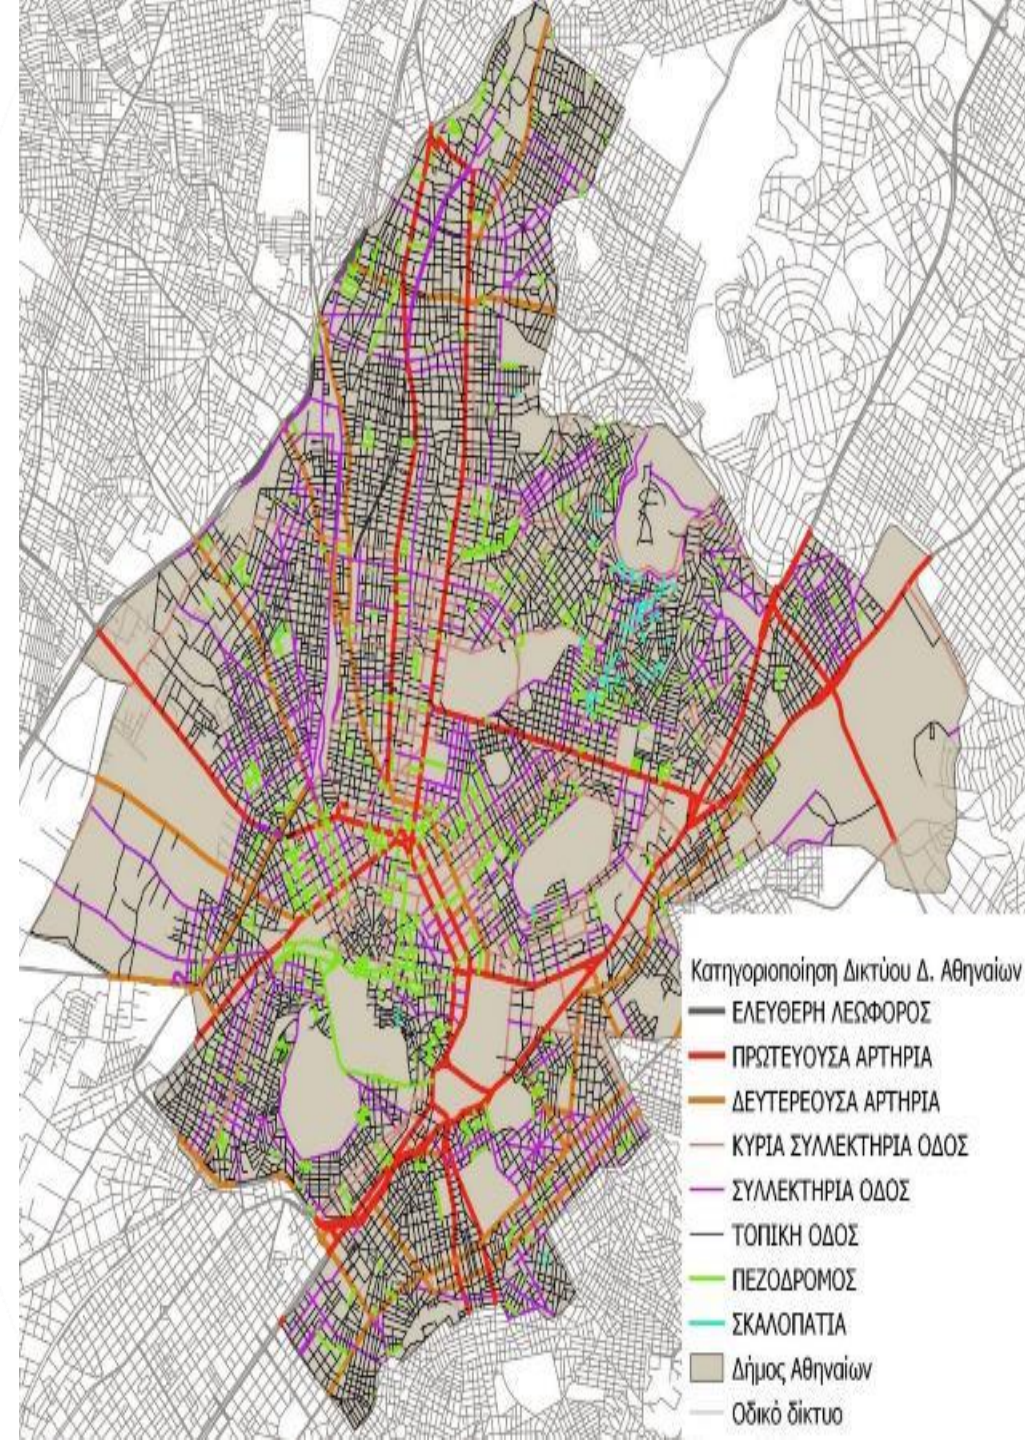 Κατηγοριοποίηση Δικτύου Δ. Αθηναίων
ΕΛΕΥΘΕΡΗ ΛΕΩΦΟΡΟΣ
ΠΡΩΤΕΥΟΥΣΑ ΑΡΤΗΡΙΑ
ΔΕΥΤΕΡΕΟΥΣΑ ΑΡΤΗΡΙΑ
ΚΥΡΙΑ ΣΥΛΛΕΚΤΗΡΙΑ ΟΔΟΣ
ΣΥΛΛΕΚΤΗΡΙΑ ΟΔΟΣ
ΤΟΠΙΚΗ ΟΔΟΣ
ΠΕΖΟΔΡΟΜΟΣ
ΣΚΑΛΟΠΑΤΙΑ
Δήμος Αθηναίων
Οδικό δίκτυο